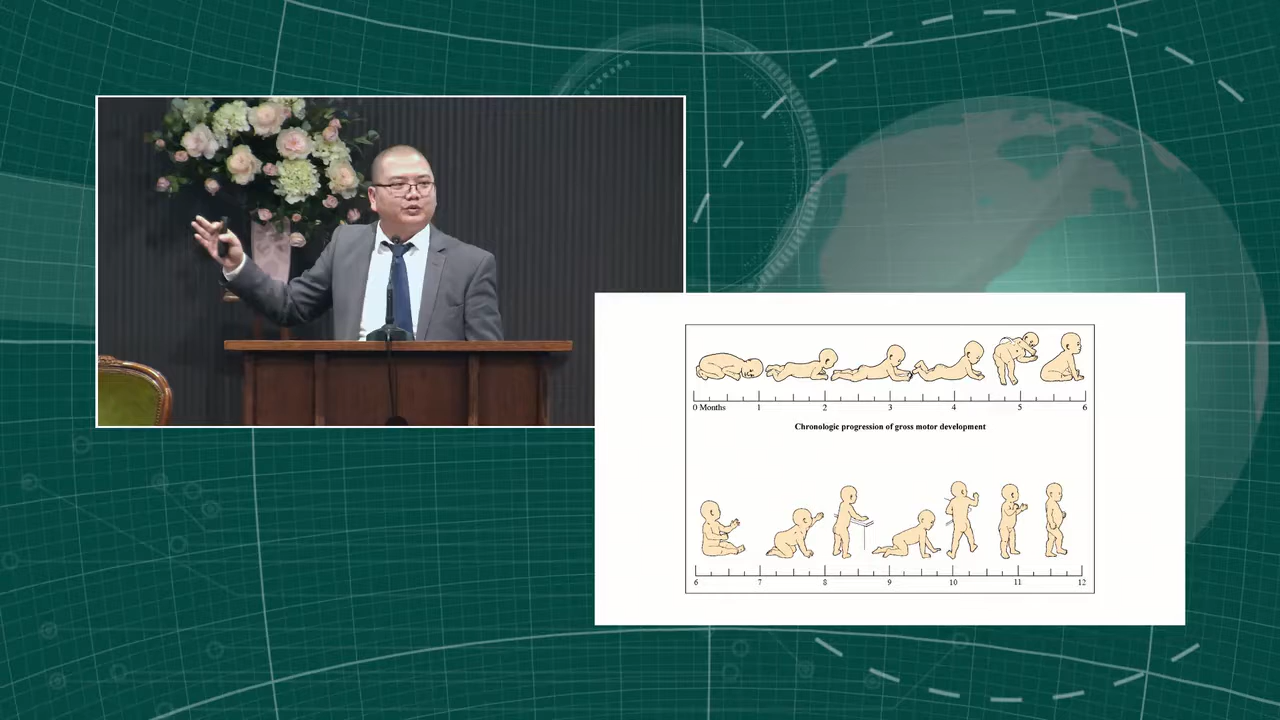 0 Months 1 2 3 4 5 6
Chronologic progression of gross motor development
6 7 8 9 10 11 12